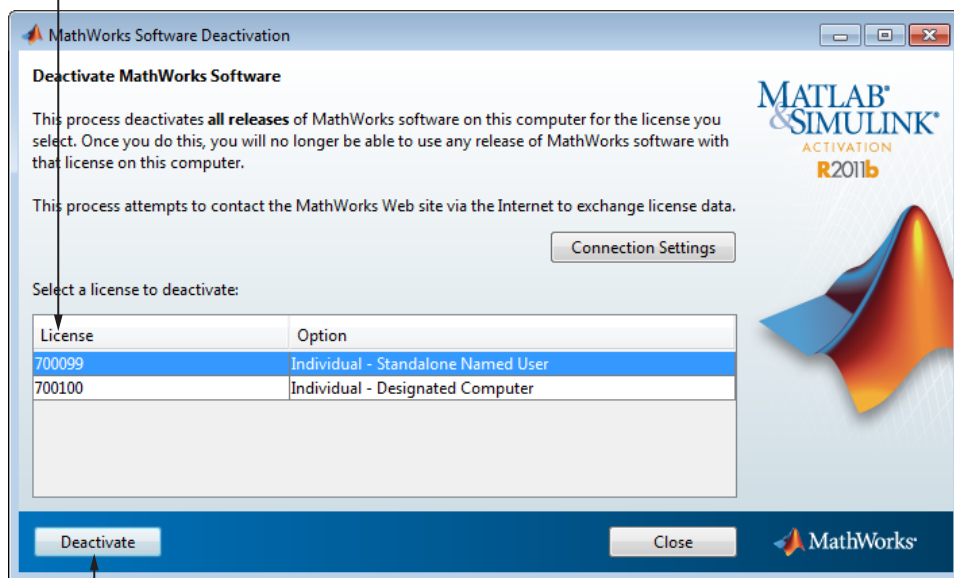 MathWorks Software Deactivation
Deactivate MathWorks Software
This process deactivates all releases of MathWorks software on this computer for the license you
select. Once you do this, you will no longer be able to use any release of MathWorks software with
that license on this computer.
This process attempts to contact the MathWorks Web site via the Internet to exchange license data.
Connection Settings
Select a license to deactivate:
License Option
700099 Individual - Standalone Named User
700100 Individual - Designated Computer
MATLAB®
&SIMULINK®
ACTIVATION
R2011b
Deactivate Close MathWorks®